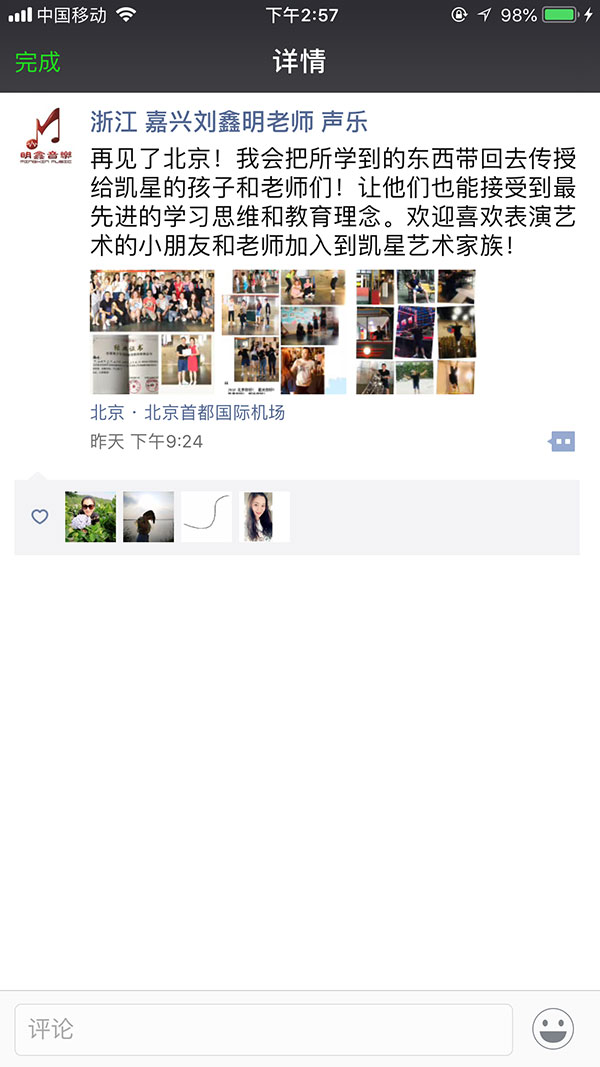 中国移动
下午2:57
98%
完成
详情
明鑫音樂
MINGXIN MUSIC
浙江 嘉兴刘鑫明老师 声乐
再见了北京！我会把所学到的东西带回去传授
给凯星的孩子和老师们！让他们也能接受到最
先进的学习思维和教育理念。欢迎喜欢表演艺
术的小朋友和老师加入到凯星艺术家族！
北京 · 北京首都国际机场
昨天 下午9:24
评论